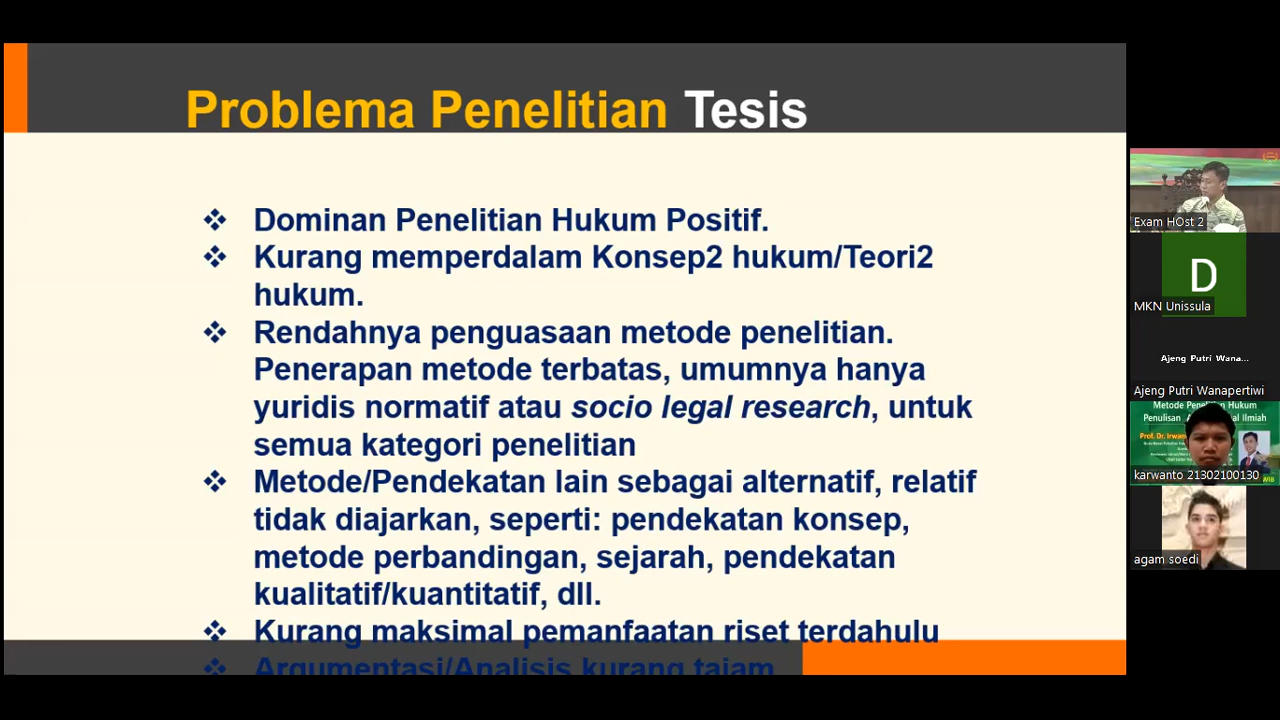 Problema Penelitian Tesis
❖ Dominan Penelitian Hukum Positif.
❖ Kurang memperdalam Konsep2 hukum/Teori2
hukum.
❖ Rendahnya penguasaan metode penelitian.
Penerapan metode terbatas, umumnya hanya
yuridis normatif atau socio legal research, untuk
semua kategori penelitian
❖ Metode/Pendekatan lain sebagai alternatif, relatif
tidak diajarkan, seperti: pendekatan konsep,
metode perbandingan, sejarah, pendekatan
kualitatif/kuantitatif, dll.
❖ Kurang maksimal pemanfaatan riset terdahulu
❖ Argumentasi/Analisis kurang tajam
Exam HOst 2
D
MKN Unissula
Ajeng Putri Wana...
Ajeng Putri Wanapertiwi
Metode Penelitian Hukum
Penulisan
Ilmiah
Prof. Dr. Irwan
karwanto 21302100130
WIB
agam soedi